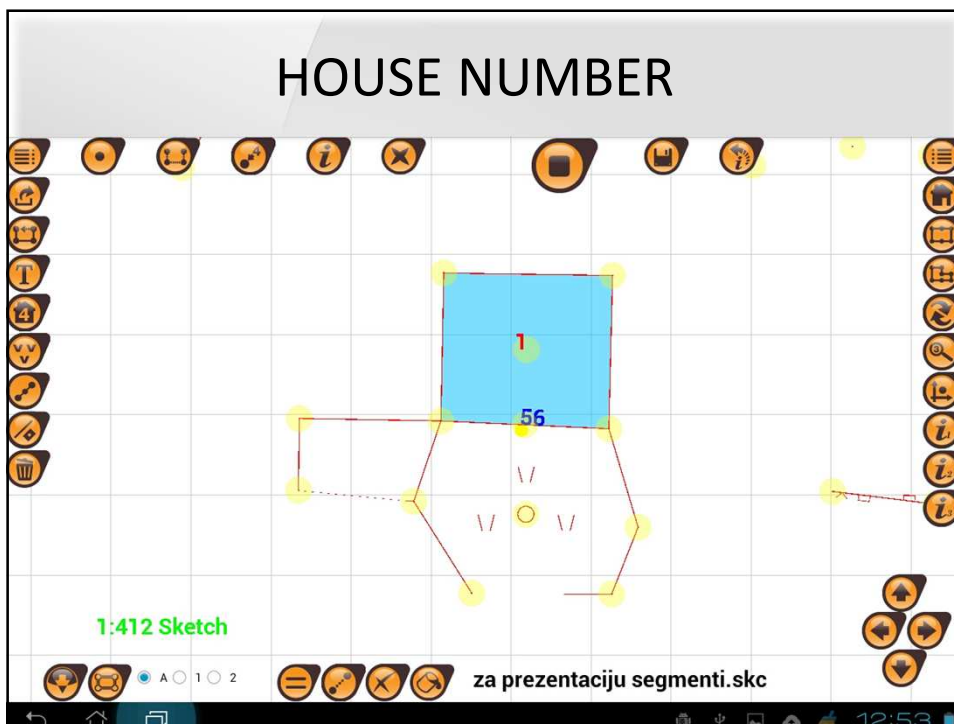 HOUSE NUMBER
1
56
1:412 Sketch
A 1 2
za prezentaciju segmenti.skc
12:53